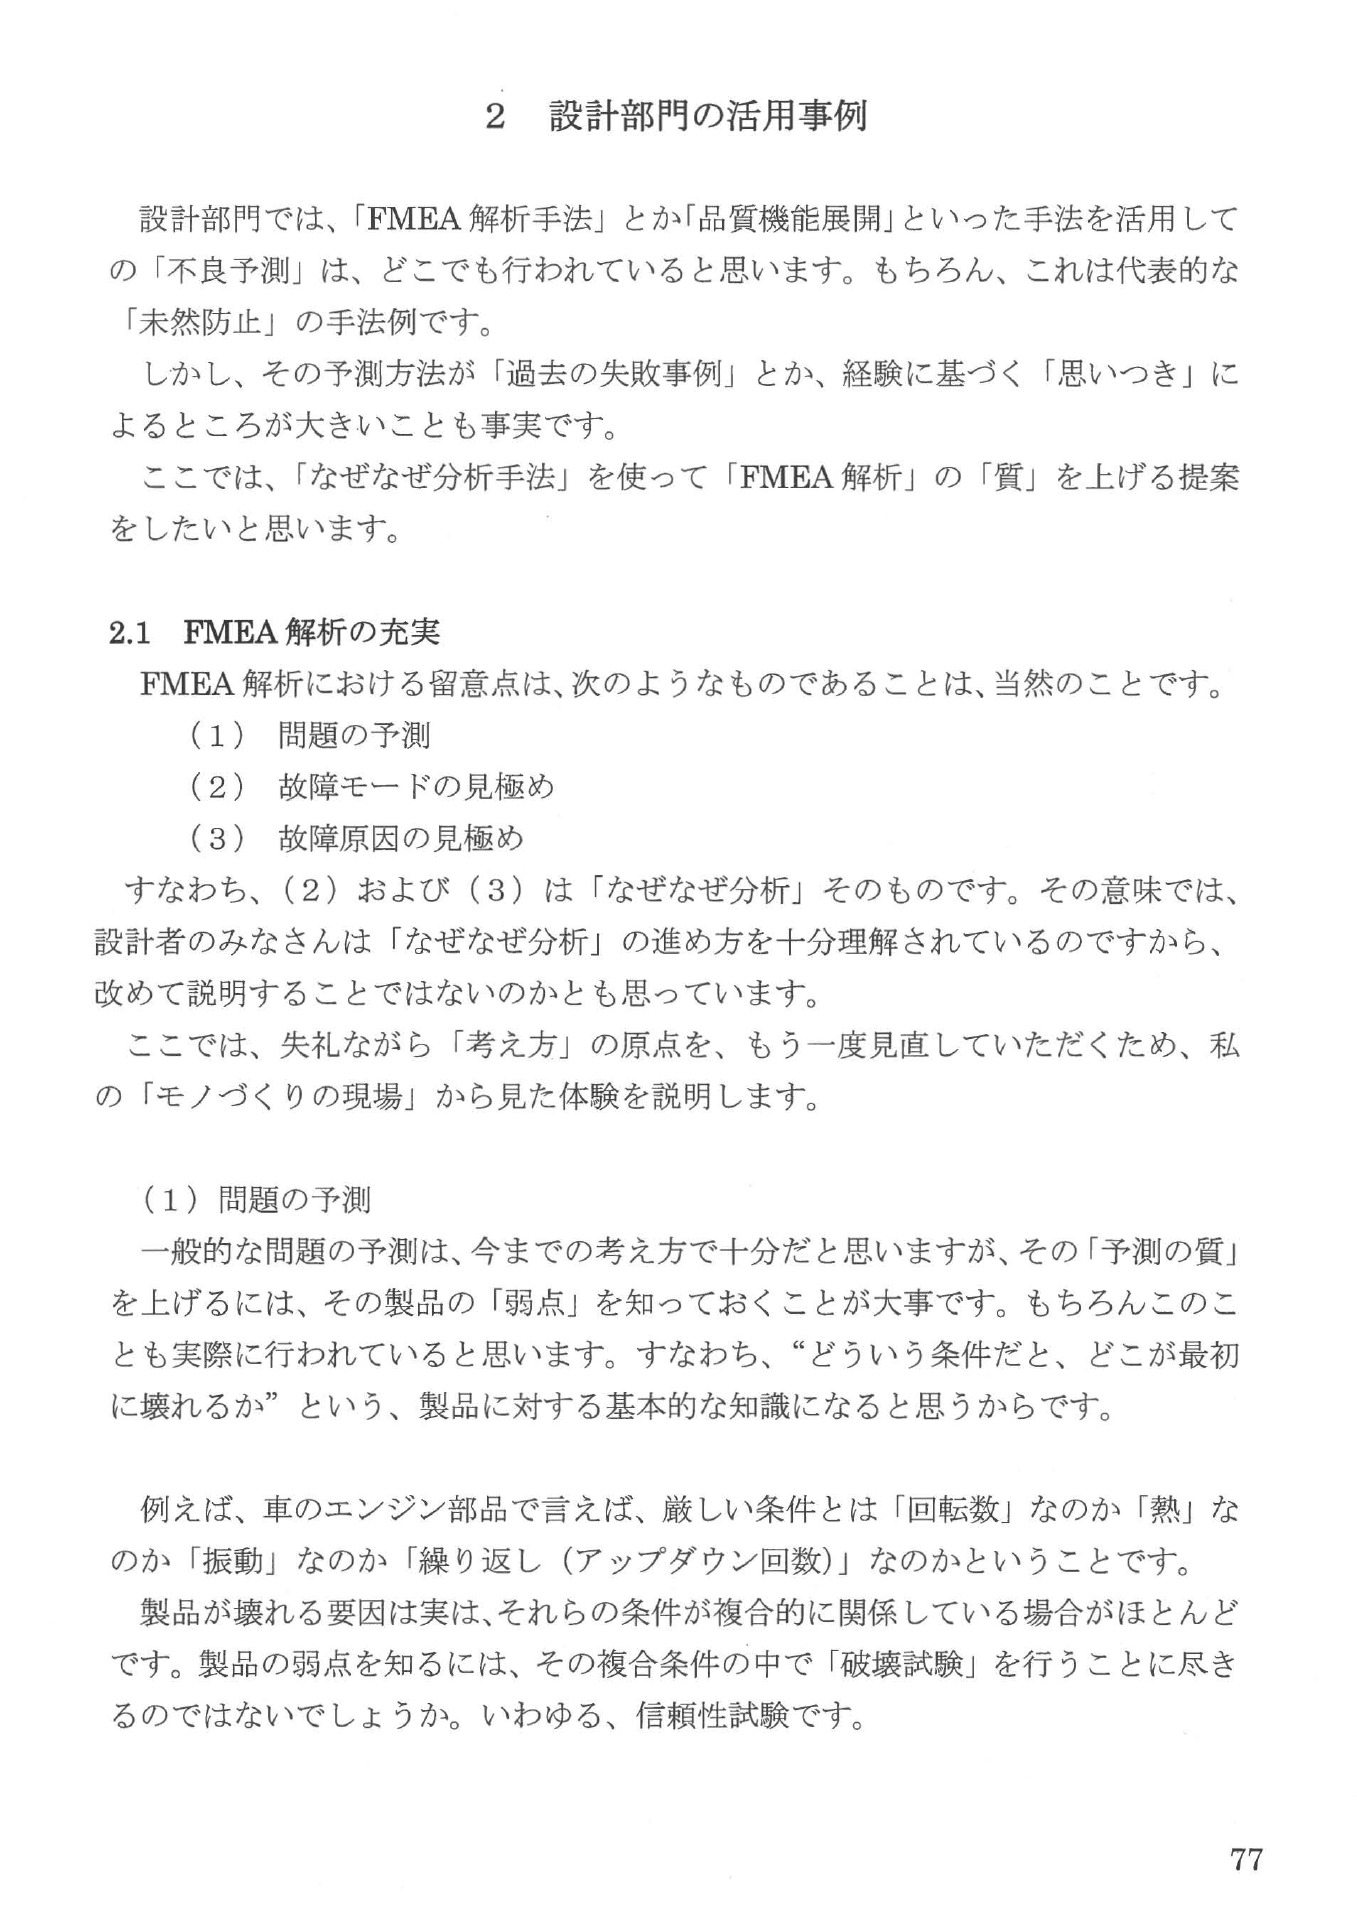 2　設計部門の活用事例
設計部門では、「FMEA 解析手法」とか「品質機能展開」といった手法を活用して
の「不良予測」は、どこでも行われていると思います。もちろん、これは代表的な
「未然防止」の手法例です。
しかし、その予測方法が「過去の失敗事例」とか、経験に基づく「思いつき」に
よるところが大きいことも事実です。
ここでは、「なぜなぜ分析手法」を使って「FMEA 解析」の「質」を上げる提案
をしたいと思います。
2.1　FMEA 解析の充実
FMEA 解析における留意点は、次のようなものであることは、当然のことです。
（１）　問題の予測
（２）　故障モードの見極め
（３）　故障原因の見極め
すなわち、（２）および（３）は「なぜなぜ分析」そのものです。その意味では、
設計者のみなさんは「なぜなぜ分析」の進め方を十分理解されているのですから、
改めて説明することではないのかとも思っています。
ここでは、失礼ながら「考え方」の原点を、もう一度見直していただくため、私
の「モノづくりの現場」から見た体験を説明します。
（１）問題の予測
一般的な問題の予測は、今までの考え方で十分だと思いますが、その「予測の質」
を上げるには、その製品の「弱点」を知っておくことが大事です。もちろんこのこ
とも実際に行われていると思います。すなわち、“どういう条件だと、どこが最初
に壊れるか”という、製品に対する基本的な知識になると思うからです。
例えば、車のエンジン部品で言えば、厳しい条件とは「回転数」なのか「熱」な
のか「振動」なのか「繰り返し（アップダウン回数）」なのかということです。
製品が壊れる要因は実は、それらの条件が複合的に関係している場合がほとんど
です。製品の弱点を知るには、その複合条件の中で「破壊試験」を行うことに尽き
るのではないでしょうか。いわゆる、信頼性試験です。
77